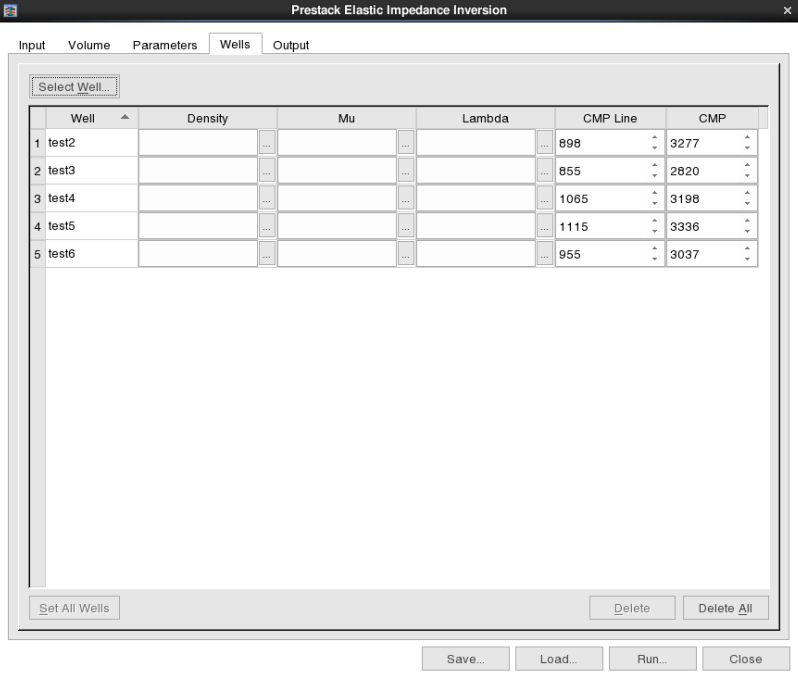 Prestack Elastic Impedance Inversion ×
Input Volume Parameters Wells Output
Select Well...
Well Density Mu Lambda CMP Line CMP
1 test2 ... ... ... 898 3277
2 test3 ... ... ... 855 2820
3 test4 ... ... ... 1065 3198
4 test5 ... ... ... 1115 3336
5 test6 ... ... ... 955 3037
Set All Wells Delete Delete All
Save... Load... Run... Close